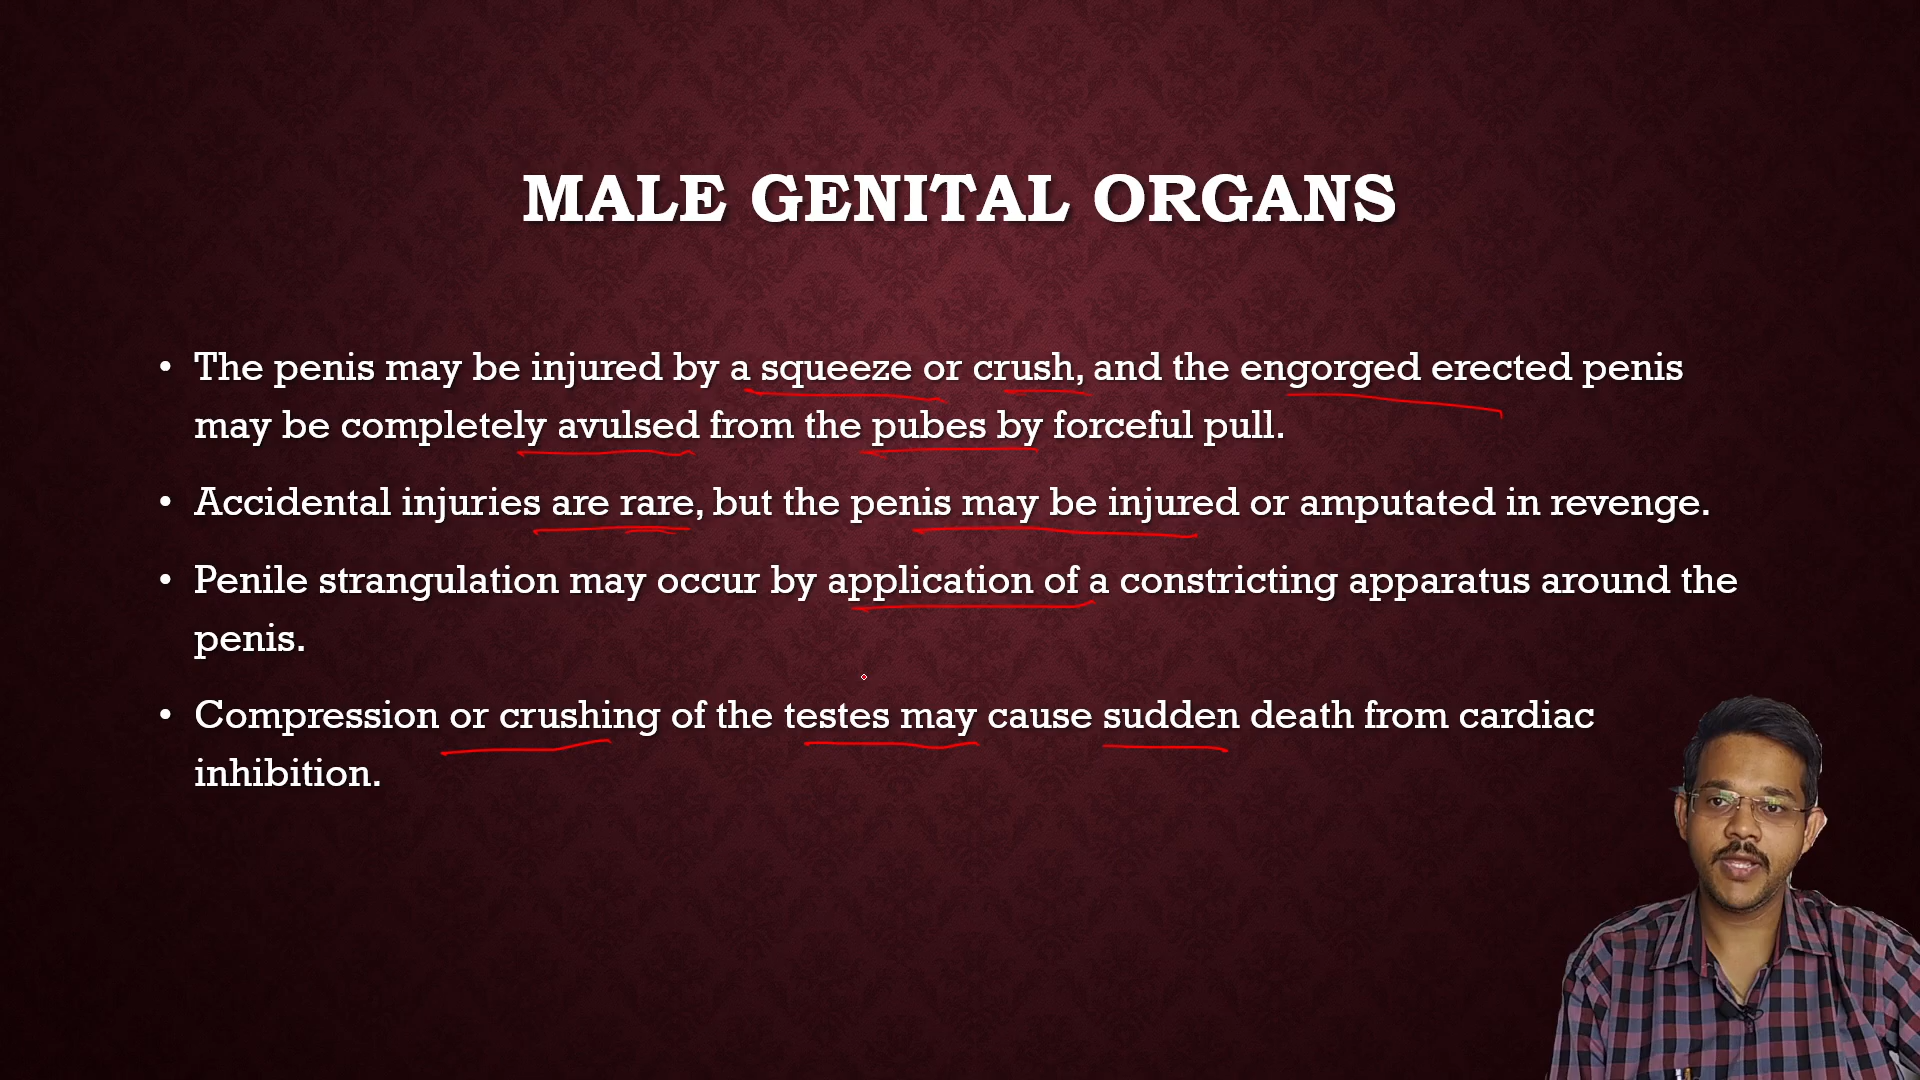 MALE GENITAL ORGANS
• The penis may be injured by a squeeze or crush, and the engorged erected penis
may be completely avulsed from the pubes by forceful pull.
• Accidental injuries are rare, but the penis may be injured or amputated in revenge.
• Penile strangulation may occur by application of a constricting apparatus around the
penis.
• Compression or crushing of the testes may cause sudden death from cardiac
inhibition.